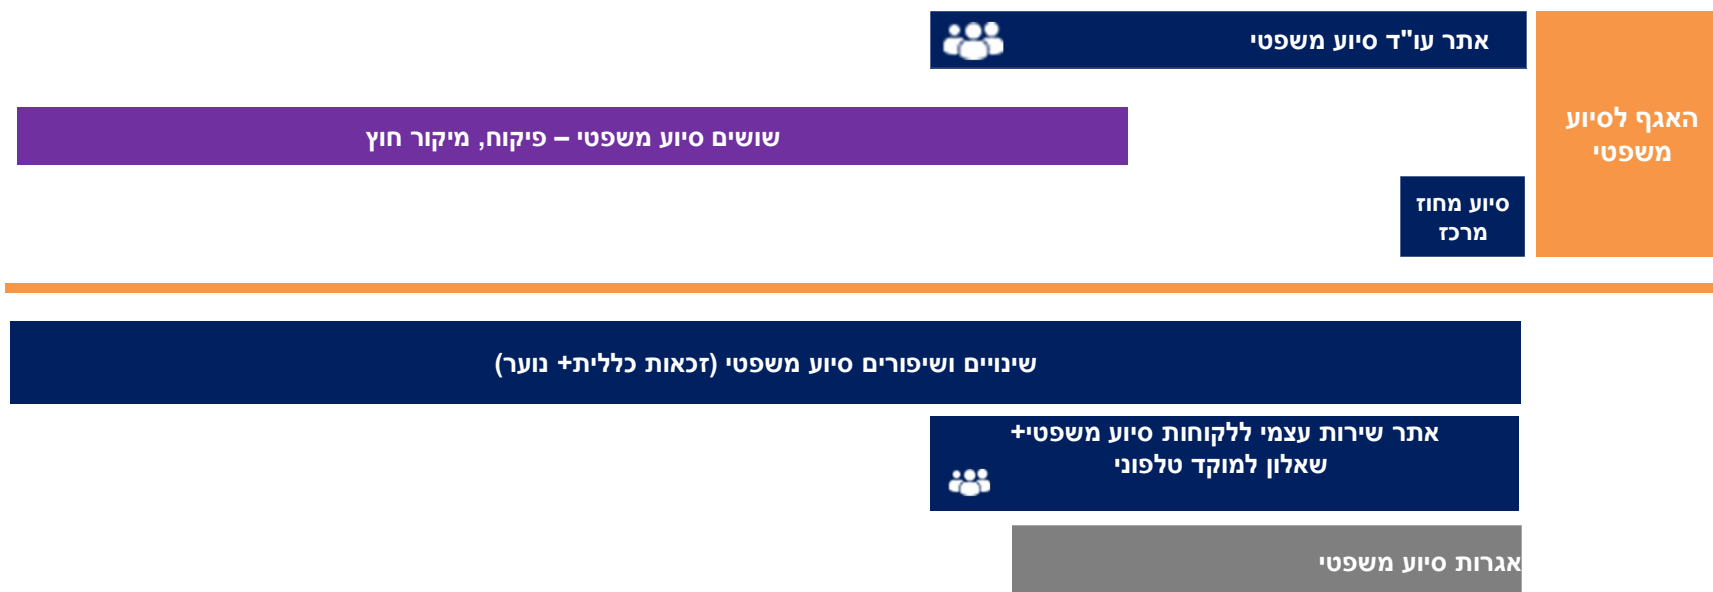 האגף לסיוע
משפטי
אתר עו"ד סיוע משפטי
שושים סיוע משפטי – פיקוח, מיקור חוץ
סיוע מחוז
מרכז
שינויים ושיפורים סיוע משפטי (זכאות כללית+ נוער)
אתר שירות עצמי ללקוחות סיוע משפטי+
שאלון למוקד טלפוני
אגרות סיוע משפטי